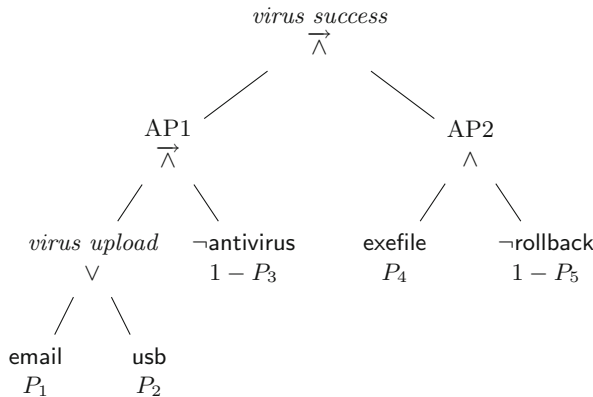 virus success
→
∧
AP1 AP2
→
∧ ∧
virus upload ¬antivirus exefile ¬rollback
∨ 1 − P₃ P₄ 1 − P₅
email usb
P₁ P₂